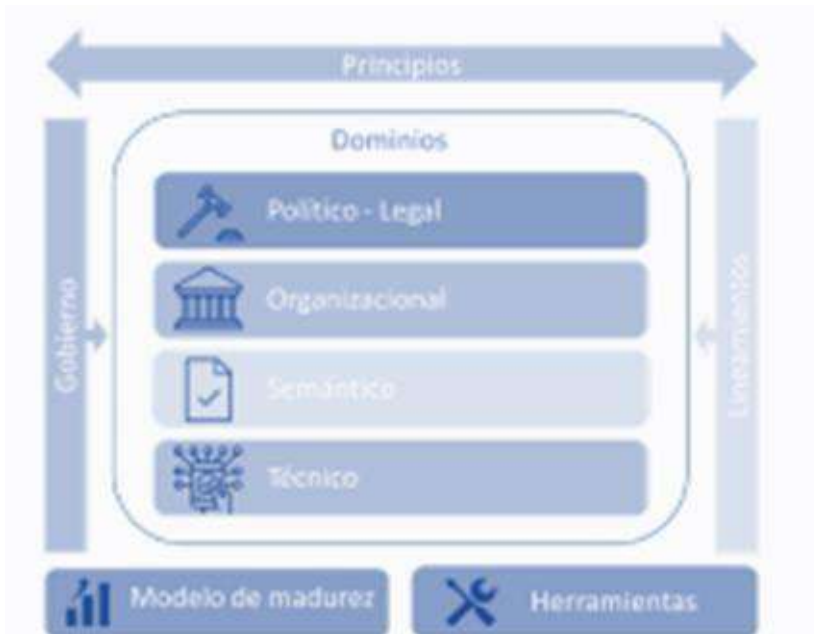 Principios
Dominios
Político - Legal
Organizacional
Semántico
Técnico
Gobierno
Lineamientos
Modelo de madurez
Herramientas